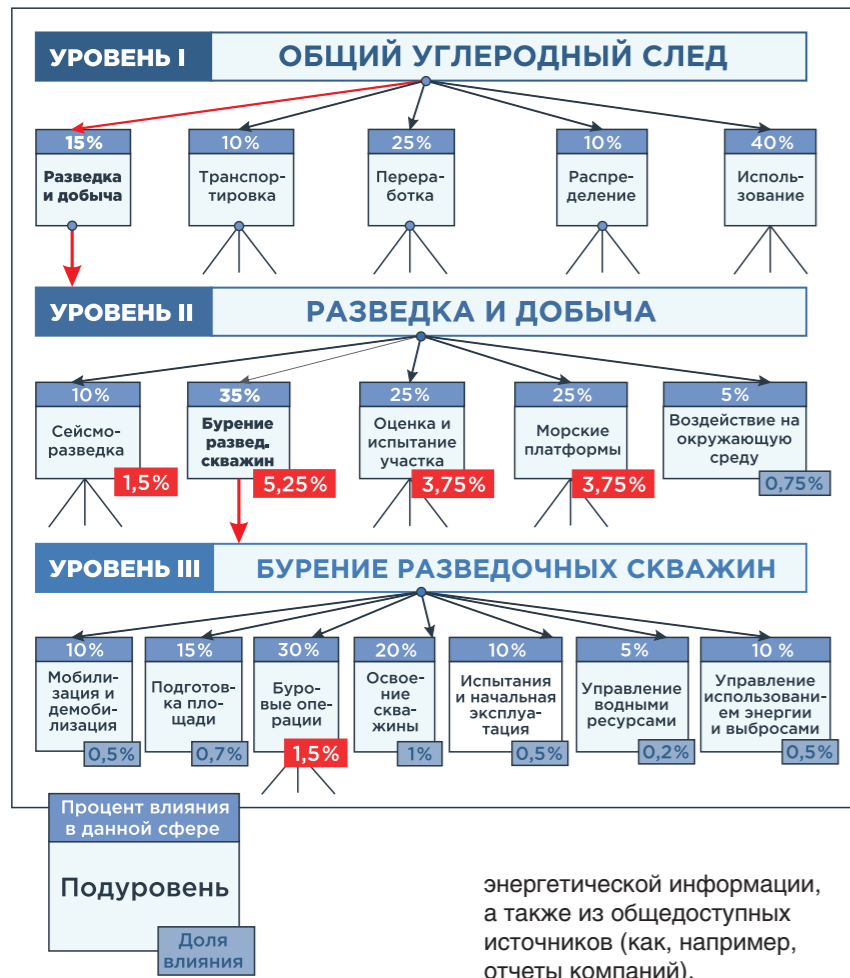 УРОВЕНЬ I ОБЩИЙ УГЛЕРОДНЫЙ СЛЕД
15%
Разведка
и добыча
10%
Транспор-
тировка
25%
Перера-
ботка
10%
Распре-
деление
40%
Исполь-
зование
УРОВЕНЬ II РАЗВЕДКА И ДОБЫЧА
10%
Сейсмо-
разведка
1,5%
35%
Бурение
развед.
скважин
5,25%
25%
Оценка и
испытание
участка
3,75%
25%
Морские
платформы
3,75%
5%
Воздействие на
окружающую
среду
0,75%
УРОВЕНЬ III БУРЕНИЕ РАЗВЕДОЧНЫХ СКВАЖИН
10%
Мобили-
зация и
демоби-
лизация
0,5%
15%
Подготов-
ка пло-
щади
0,7%
30%
Буро-
вые опе-
рации
1,5%
20%
Освое-
ние
сква-
жины
1%
10%
Испытания
и начальная
эксплуа-
тация
0,5%
5%
Управление
водными
ресурсами
0,2%
10 %
Управление
использовани-
ем энергии
и выбросами
0,5%
Процент влияния
в данной сфере
Подуровень
Доля
влияния
энергетической информации,
а также из общедоступных
источников (как, например,
отчеты компаний).